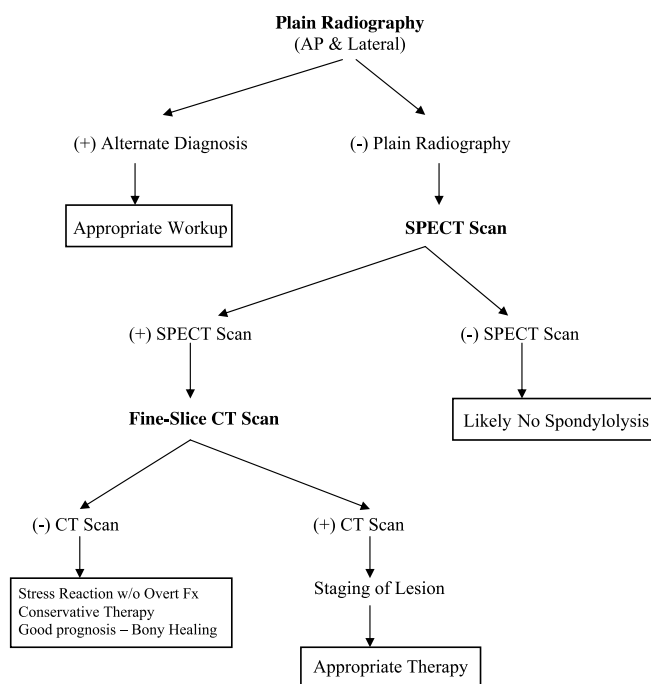 Plain Radiography
(AP & Lateral)
(+) Alternate Diagnosis
(-) Plain Radiography
Appropriate Workup
SPECT Scan
(+) SPECT Scan
(-) SPECT Scan
Fine-Slice CT Scan
Likely No Spondylolysis
(-) CT Scan
(+) CT Scan
Stress Reaction w/o Overt Fx
Conservative Therapy
Good prognosis – Bony Healing
Staging of Lesion
Appropriate Therapy